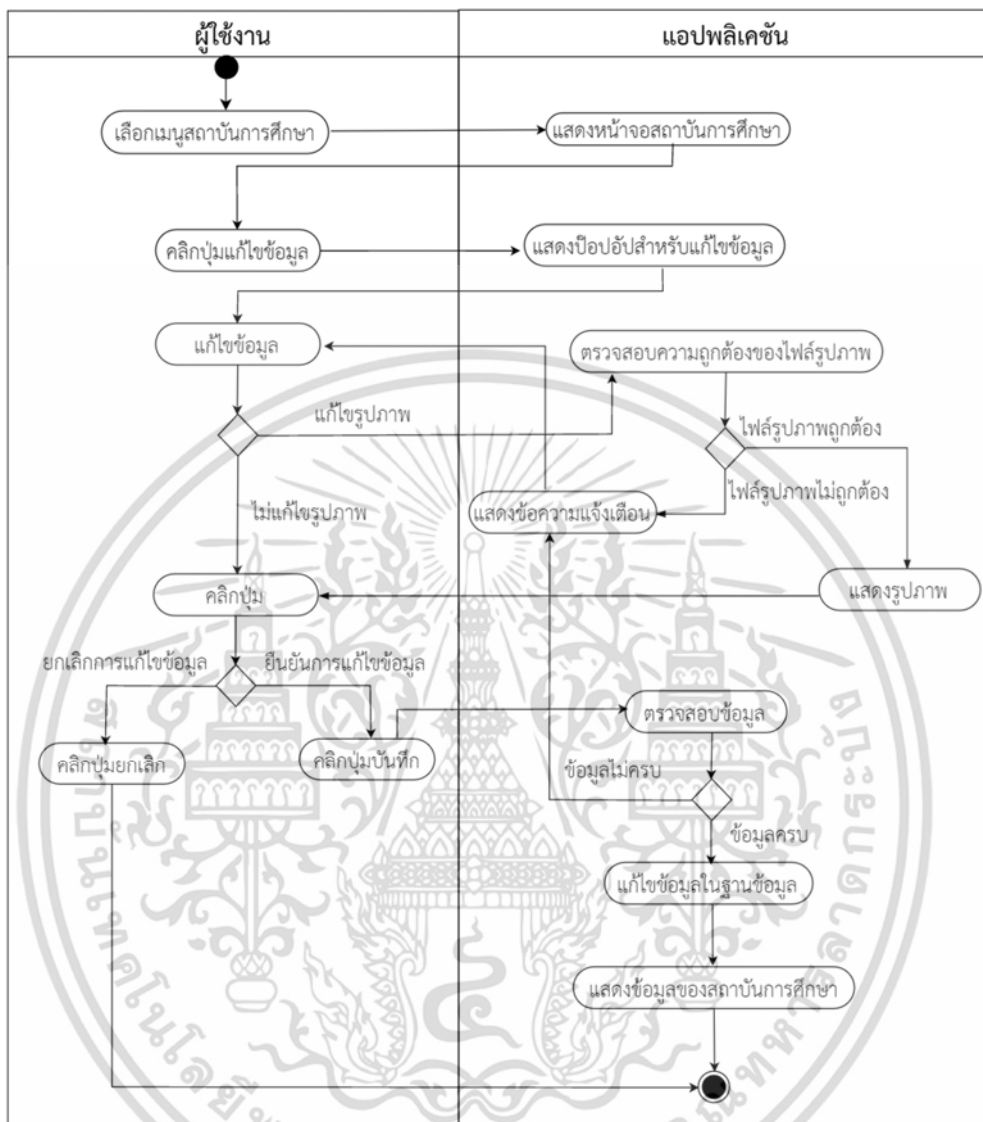 ผู้ใช้งาน
แอปพลิเคชัน
เลือกเมนูสถาบันการศึกษา
แสดงหน้าจอสถาบันการศึกษา
คลิกปุ่มแก้ไขข้อมูล
แสดงป๊อปอัปสำหรับแก้ไขข้อมูล
แก้ไขข้อมูล
ตรวจสอบความถูกต้องของไฟล์รูปภาพ
แก้ไขรูปภาพ
ไฟล์รูปภาพถูกต้อง
ไฟล์รูปภาพไม่ถูกต้อง
ไม่แก้ไขรูปภาพ
แสดงข้อความแจ้งเตือน
คลิกปุ่ม
แสดงรูปภาพ
ยกเลิกการแก้ไขข้อมูล
ยืนยันการแก้ไขข้อมูล
ตรวจสอบข้อมูล
คลิกปุ่มยกเลิก
คลิกปุ่มบันทึก
ข้อมูลไม่ครบ
ข้อมูลครบ
แก้ไขข้อมูลในฐานข้อมูล
แสดงข้อมูลของสถาบันการศึกษา